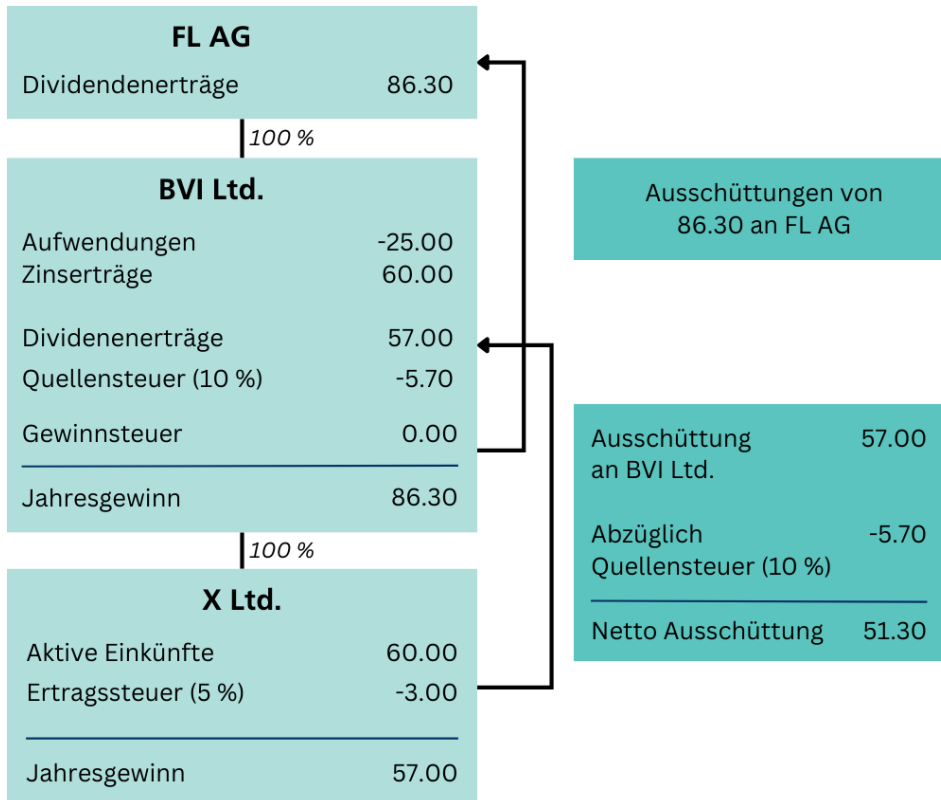 FL AG
Dividendenerträge 86.30
100 %
BVI Ltd.
Aufwendungen -25.00
Zinserträge 60.00
Dividenenerträge 57.00
Quellensteuer (10 %) -5.70
Gewinnsteuer 0.00
Jahresgewinn 86.30
100 %
X Ltd.
Aktive Einkünfte 60.00
Ertragssteuer (5 %) -3.00
Jahresgewinn 57.00
Ausschüttungen von
86.30 an FL AG
Ausschüttung 57.00
an BVI Ltd.
Abzüglich -5.70
Quellensteuer (10 %)
Netto Ausschüttung 51.30